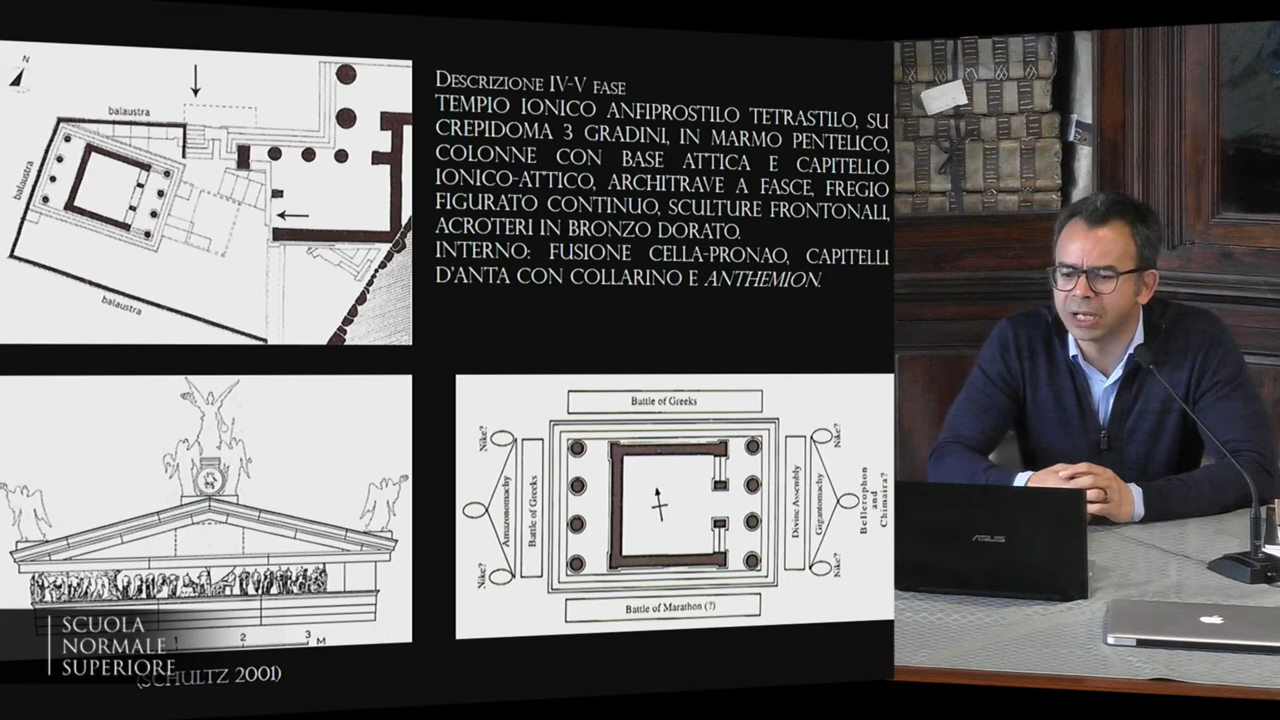 N
balaustra
balaustra
balaustra
DESCRIZIONE IV-V FASE
TEMPIO IONICO ANFIPROSTILO TETRASTILO, SU
CREPIDOMA 3 GRADINI, IN MARMO PENTELICO,
COLONNE CON BASE ATTICA E CAPITELLO
IONICO-ATTICO, ARCHITRAVE A FASCE, FREGIO
FIGURATO CONTINUO, SCULTURE FRONTONALI,
ACROTERI IN BRONZO DORATO.
INTERNO: FUSIONE CELLA-PRONAO, CAPITELLI
D'ANTA CON COLLARINO E ANTHEMION.
1 2 3 M
(SCHULTZ 2001)
Battle of Greeks
Nike?
Nike?
Amazonomachy
Battle of Greeks
Divine Assembly
Gigantomachy
Nike?
Nike?
Bellerophon
and
Chimaira?
Battle of Marathon (?)
SCUOLA
NORMALE
SUPERIORE
ASUS